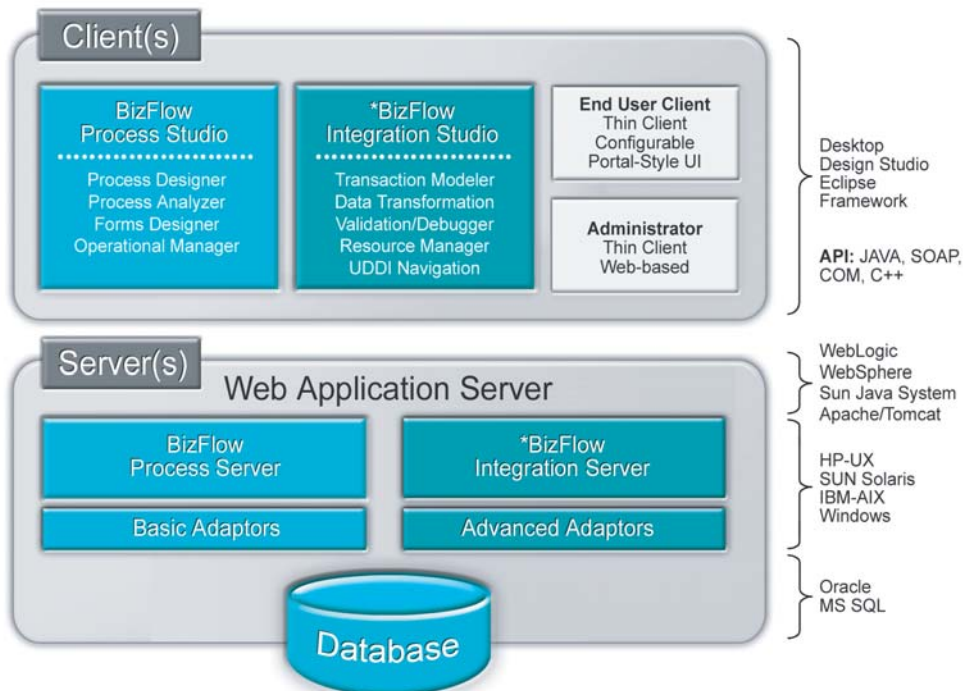 Client(s)
BizFlow
Process Studio
Process Designer
Process Analyzer
Forms Designer
Operational Manager
*BizFlow
Integration Studio
Transaction Modeler
Data Transformation
Validation/Debugger
Resource Manager
UDDI Navigation
End User Client
Thin Client
Configurable
Portal-Style UI
Administrator
Thin Client
Web-based
Desktop
Design Studio
Eclipse
Framework
API: JAVA, SOAP,
COM, C++
Server(s)
Web Application Server
BizFlow
Process Server
Basic Adaptors
*BizFlow
Integration Server
Advanced Adaptors
Database
WebLogic
WebSphere
Sun Java System
Apache/Tomcat
HP-UX
SUN Solaris
IBM-AIX
Windows
Oracle
MS SQL